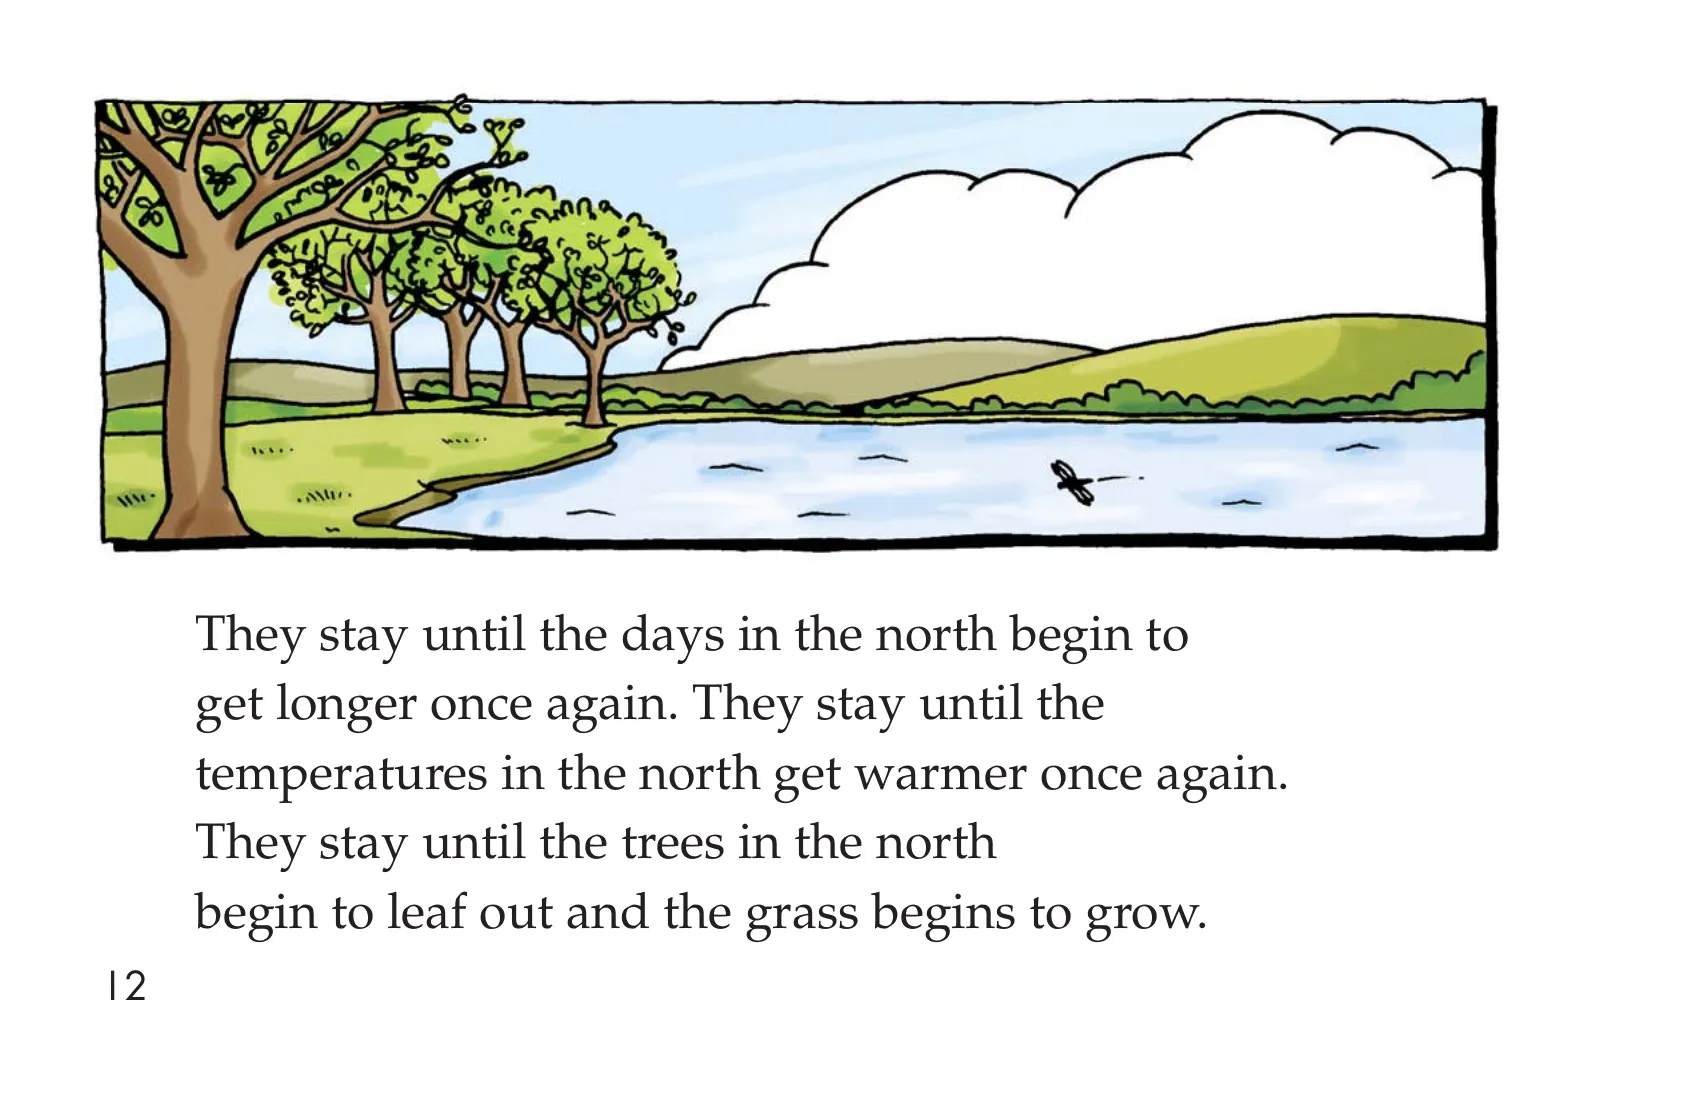 They stay until the days in the north begin to
get longer once again. They stay until the
temperatures in the north get warmer once again.
They stay until the trees in the north
begin to leaf out and the grass begins to grow.
12